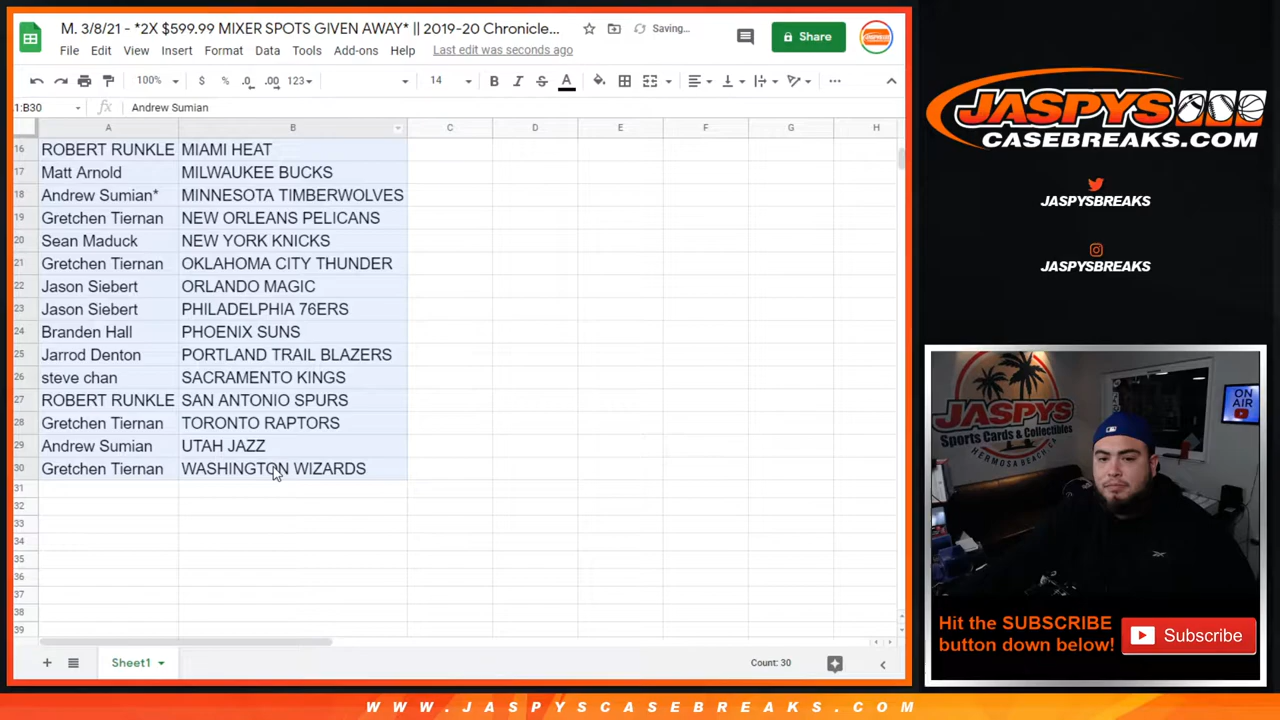 M. 3/8/21 - *2X $599.99 MIXER SPOTS GIVEN AWAY* || 2019-20 Chronicle...
Saving...
Share
File Edit View Insert Format Data Tools Add-ons Help Last edit was seconds ago
100% $ % .0 .00 123 14 B I S A
1:B30 fx Andrew Sumian
A B C D E F G H
16 ROBERT RUNKLE MIAMI HEAT
17 Matt Arnold MILWAUKEE BUCKS
18 Andrew Sumian* MINNESOTA TIMBERWOLVES
19 Gretchen Tiernan NEW ORLEANS PELICANS
20 Sean Maduck NEW YORK KNICKS
21 Gretchen Tiernan OKLAHOMA CITY THUNDER
22 Jason Siebert ORLANDO MAGIC
23 Jason Siebert PHILADELPHIA 76ERS
24 Branden Hall PHOENIX SUNS
25 Jarrod Denton PORTLAND TRAIL BLAZERS
26 steve chan SACRAMENTO KINGS
27 ROBERT RUNKLE SAN ANTONIO SPURS
28 Gretchen Tiernan TORONTO RAPTORS
29 Andrew Sumian UTAH JAZZ
30 Gretchen Tiernan WASHINGTON WIZARDS
31
32
33
34
35
36
37
38
39
Sheet1
Count: 30
JASPYS
CASEBREAKS.COM
JASPYSBREAKS
JASPYSBREAKS
JASPYS
Sports Cards & Collectibles
HERMOSA BEACH, CA
ON AIR
Hit the SUBSCRIBE
button down below!
Subscribe
WWW.JASPYSCASEBREAKS.COM